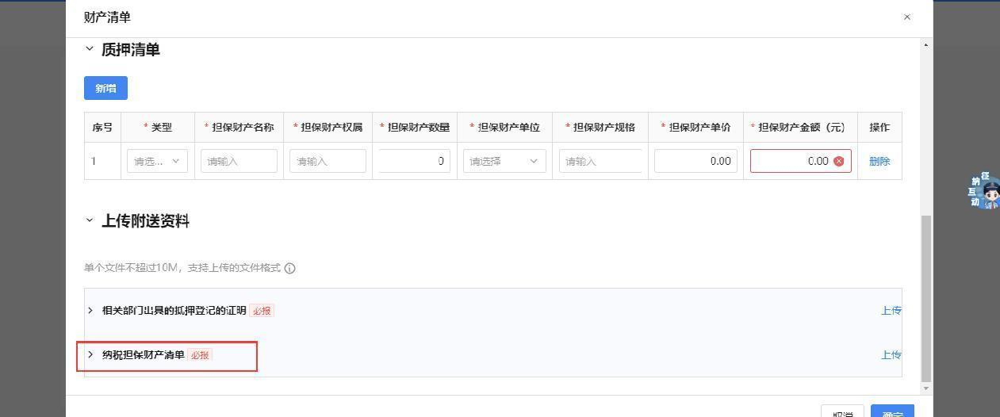 财产清单
质押清单
新增
序号 * 类型 * 担保财产名称 * 担保财产权属 * 担保财产数量 * 担保财产单位 * 担保财产规格 * 担保财产单价 * 担保财产金额（元） 操作
1 请选... 请输入 请输入 0 请选择 请输入 0.00 0.00 删除
征纳互动
上传附送资料
单个文件不超过10M，支持上传的文件格式
相关部门出具的抵押登记的证明 必报 上传
纳税担保财产清单 必报 上传
取消 确定